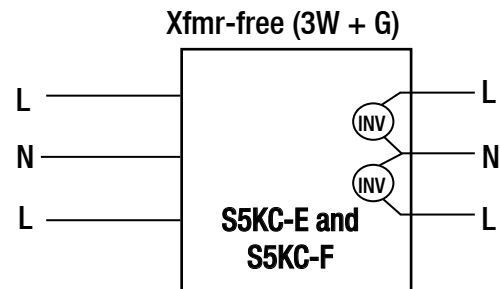 Xfmr-free (3W + G)
L
L
INV
N
N
INV
L
L
S5KC-E and
S5KC-F